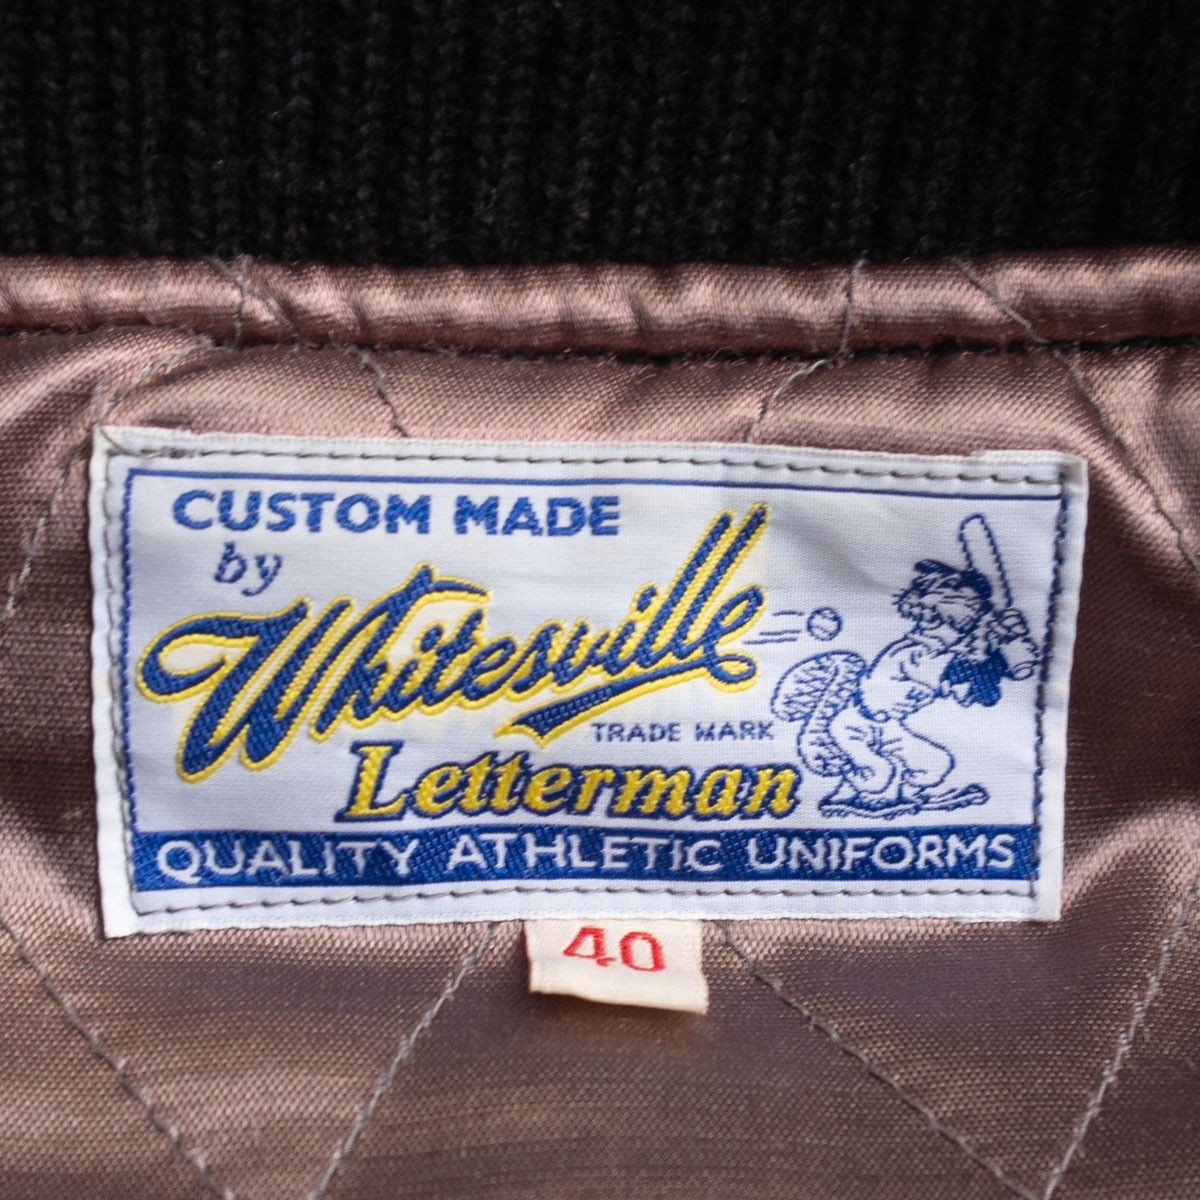 CUSTOM MADE
by
Whitesville
TRADE MARK
Letterman
QUALITY ATHLETIC UNIFORMS
40